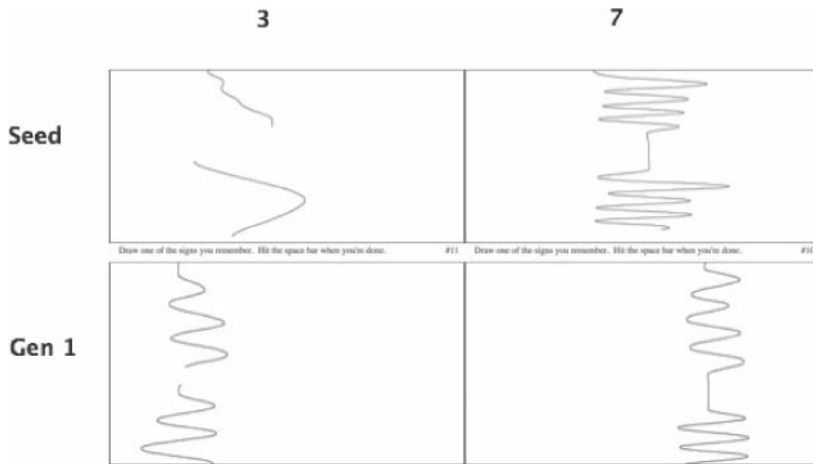 3 7
Seed
Draw one of the signs you remember. Hit the space bar when you're done. #11 Draw one of the signs you remember. Hit the space bar when you're done. #10
Gen 1